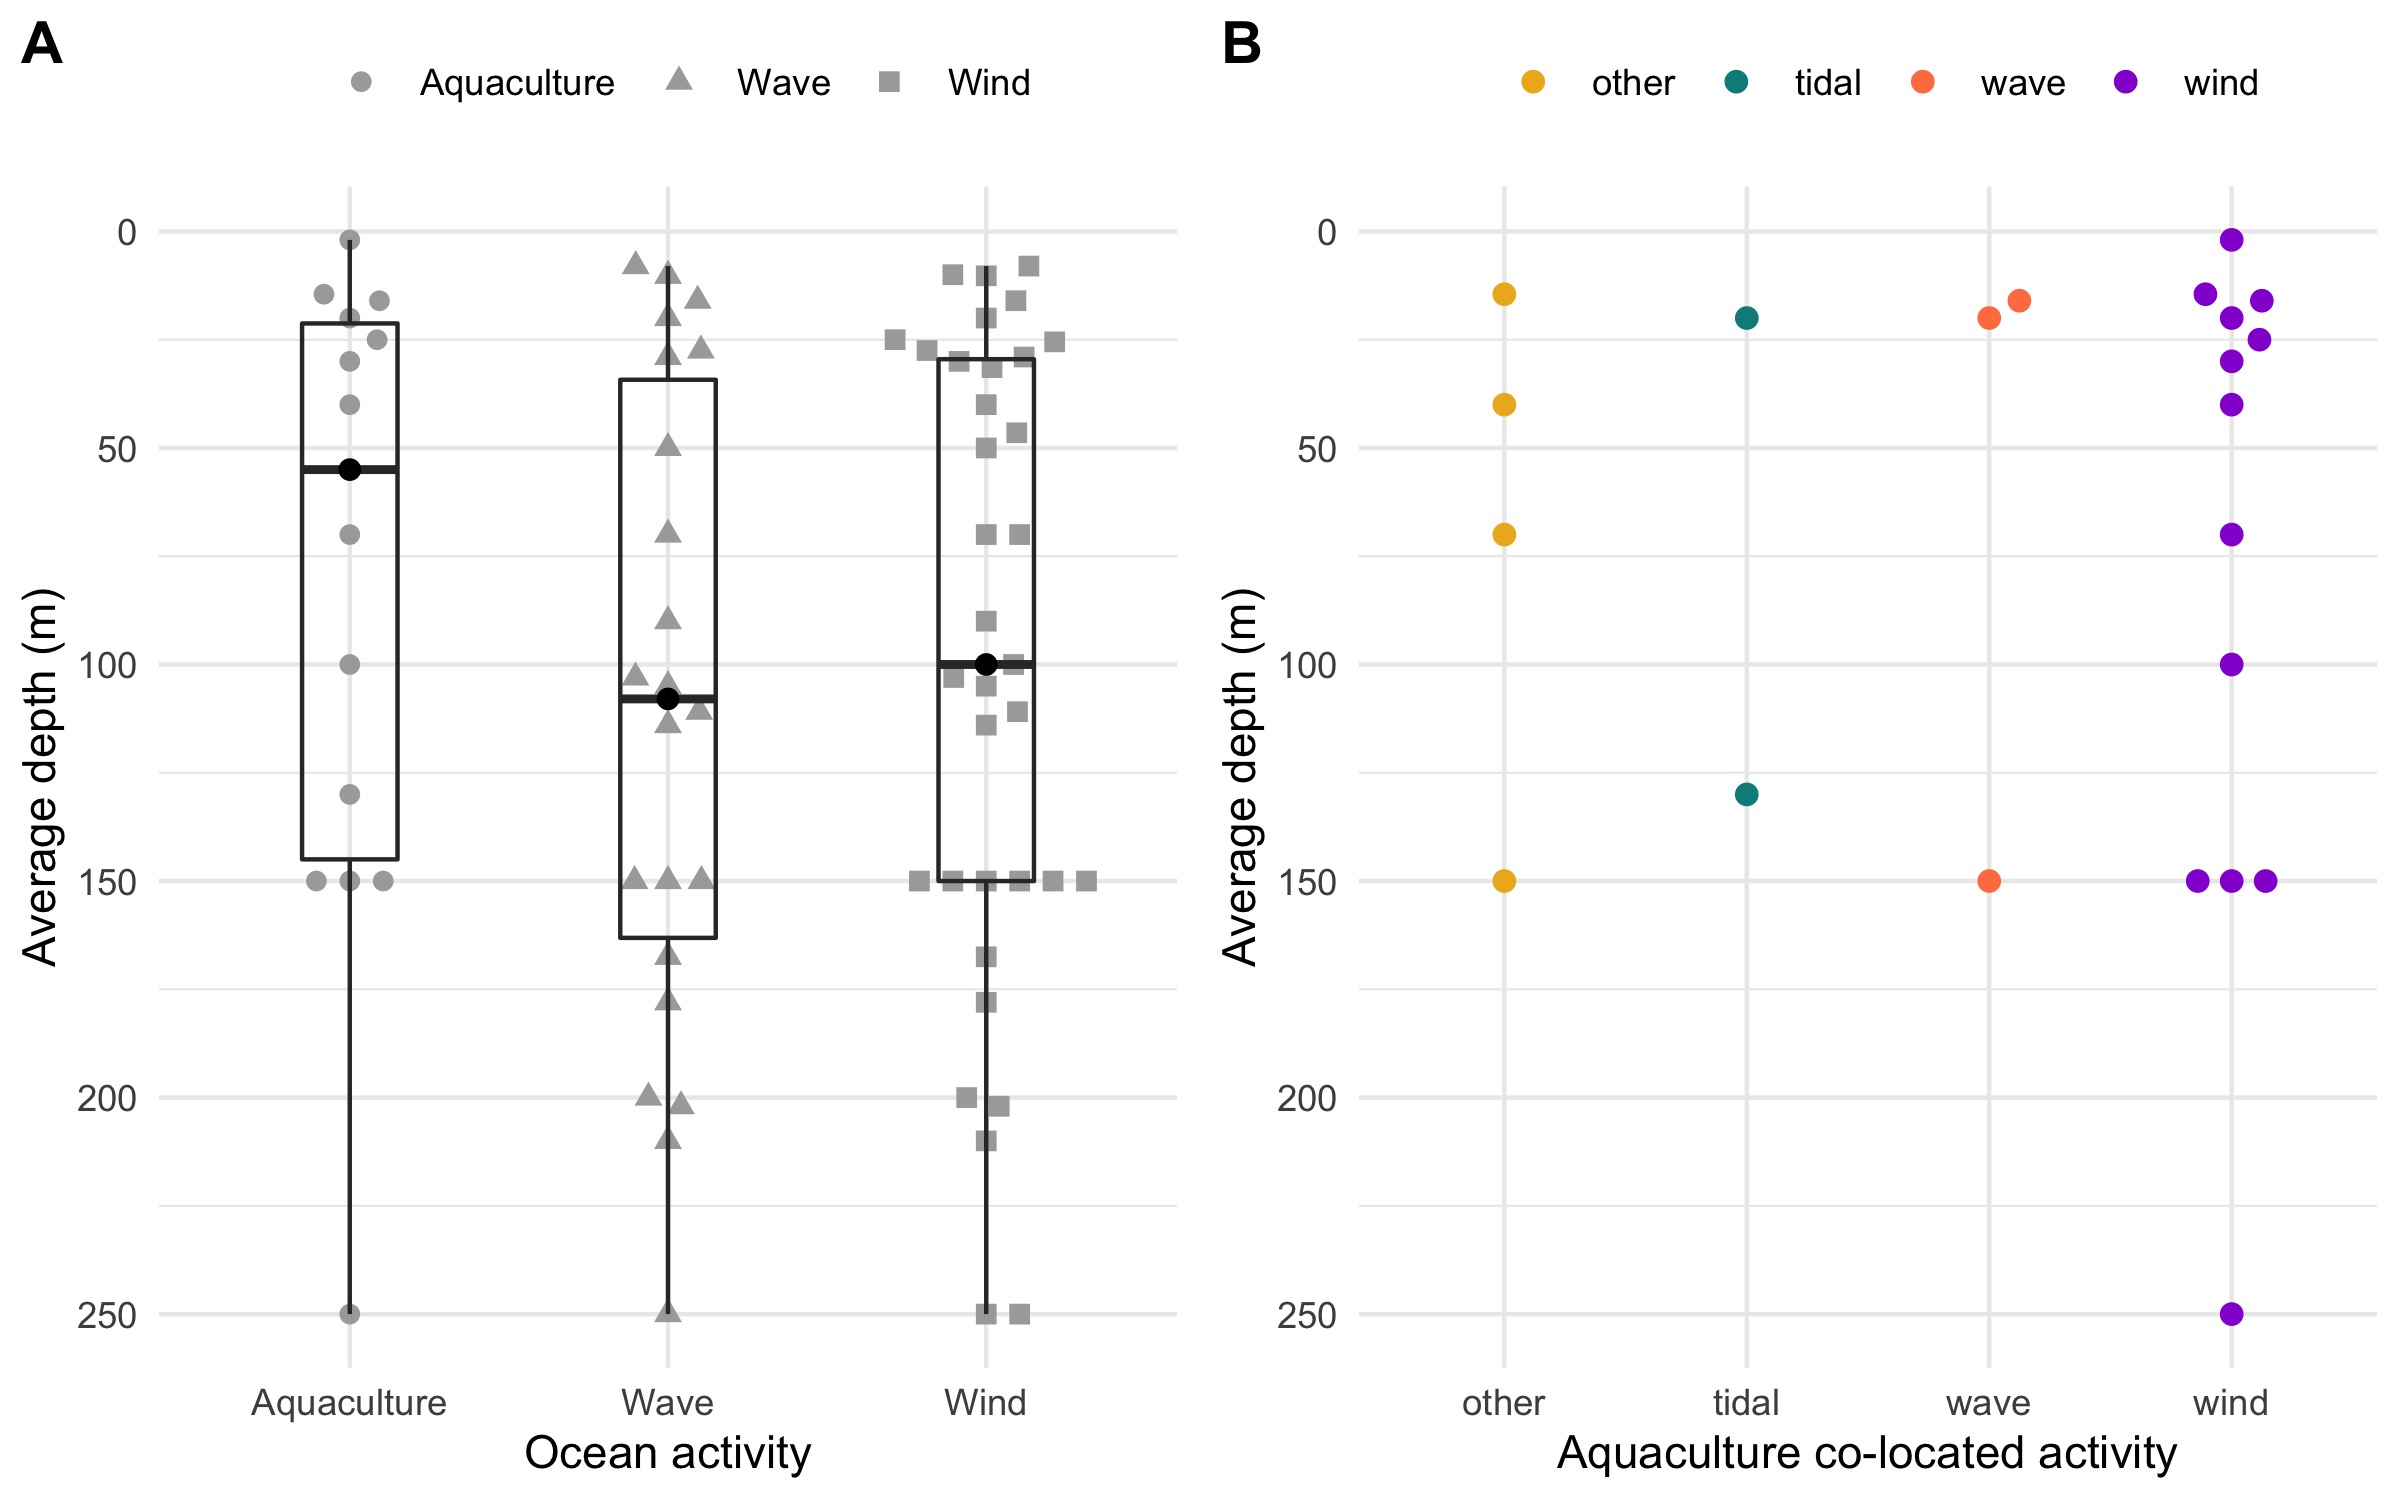 A
Aquaculture Wave Wind
0
50
100
150
200
250
Average depth (m)
Aquaculture Wave Wind
Ocean activity
B
other tidal wave wind
0
50
100
150
200
250
Average depth (m)
other tidal wave wind
Aquaculture co-located activity